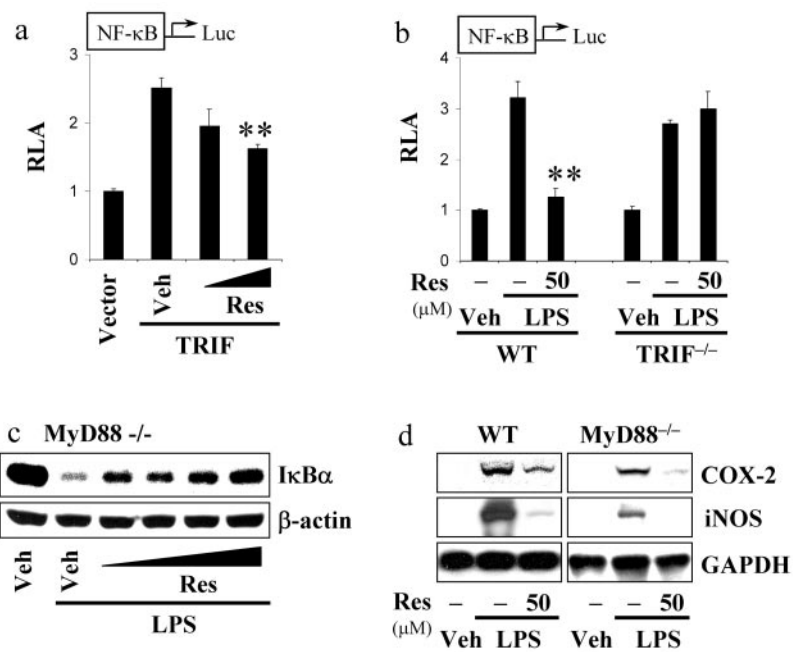 a
NF-κB Luc
RLA
3
2
1
0
**
Vector
Veh
Res
TRIF
b
NF-κB Luc
RLA
4
3
2
1
0
**
Res – – 50 – – 50
(μM) Veh LPS Veh LPS
WT TRIF–/–
c MyD88 -/-
IκBα
β-actin
Veh
Veh
Res
LPS
d WT MyD88–/–
COX-2
iNOS
GAPDH
Res – – 50 – – 50
(μM) Veh LPS Veh LPS